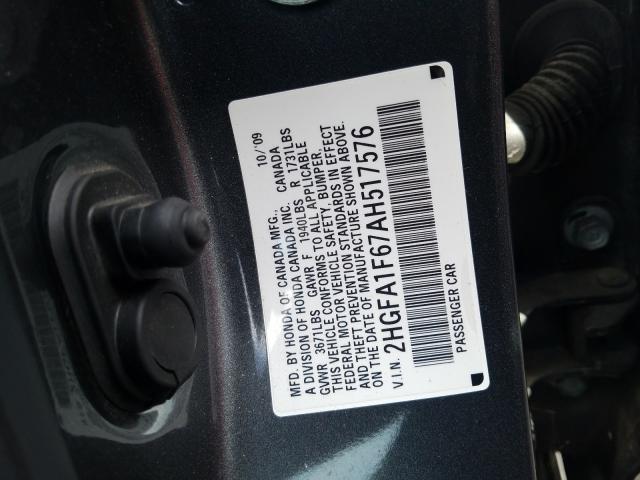 MFD. BY HONDA OF CANADA MFG., CANADA 10/'09
A DIVISION OF HONDA CANADA INC.
GVWR 3671LBS GAWR F 1940LBS R 1731LBS
THIS VEHICLE CONFORMS TO ALL APPLICABLE
FEDERAL MOTOR VEHICLE SAFETY, BUMPER,
AND THEFT PREVENTION STANDARDS IN EFFECT
ON THE DATE OF MANUFACTURE SHOWN ABOVE.
V.I.N. 2HGFA1F67AH517576
PASSENGER CAR